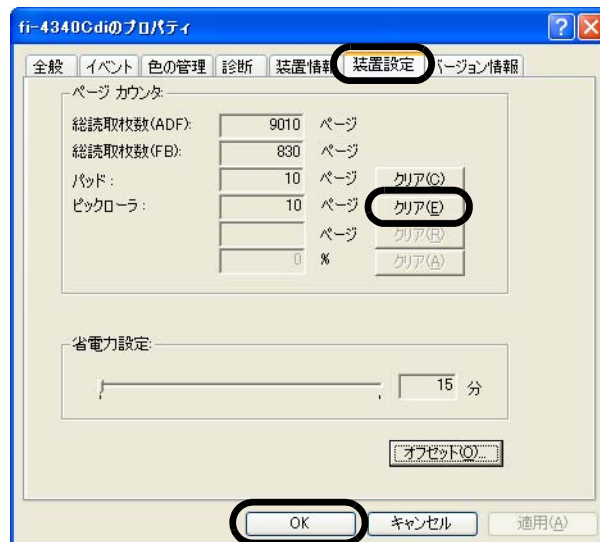 fi-4340Cdiのプロパティ
全般 イベント 色の管理 診断 装置情報 装置設定 バージョン情報
ページ カウンタ:
総読取枚数(ADF): 9010 ページ
総読取枚数(FB): 830 ページ
パッド: 10 ページ クリア(C)
ピックローラ: 10 ページ クリア(E)
ページ クリア(R)
0 % クリア(A)
省電力設定:
15 分
オフセット(O)...
OK キャンセル 適用(A)